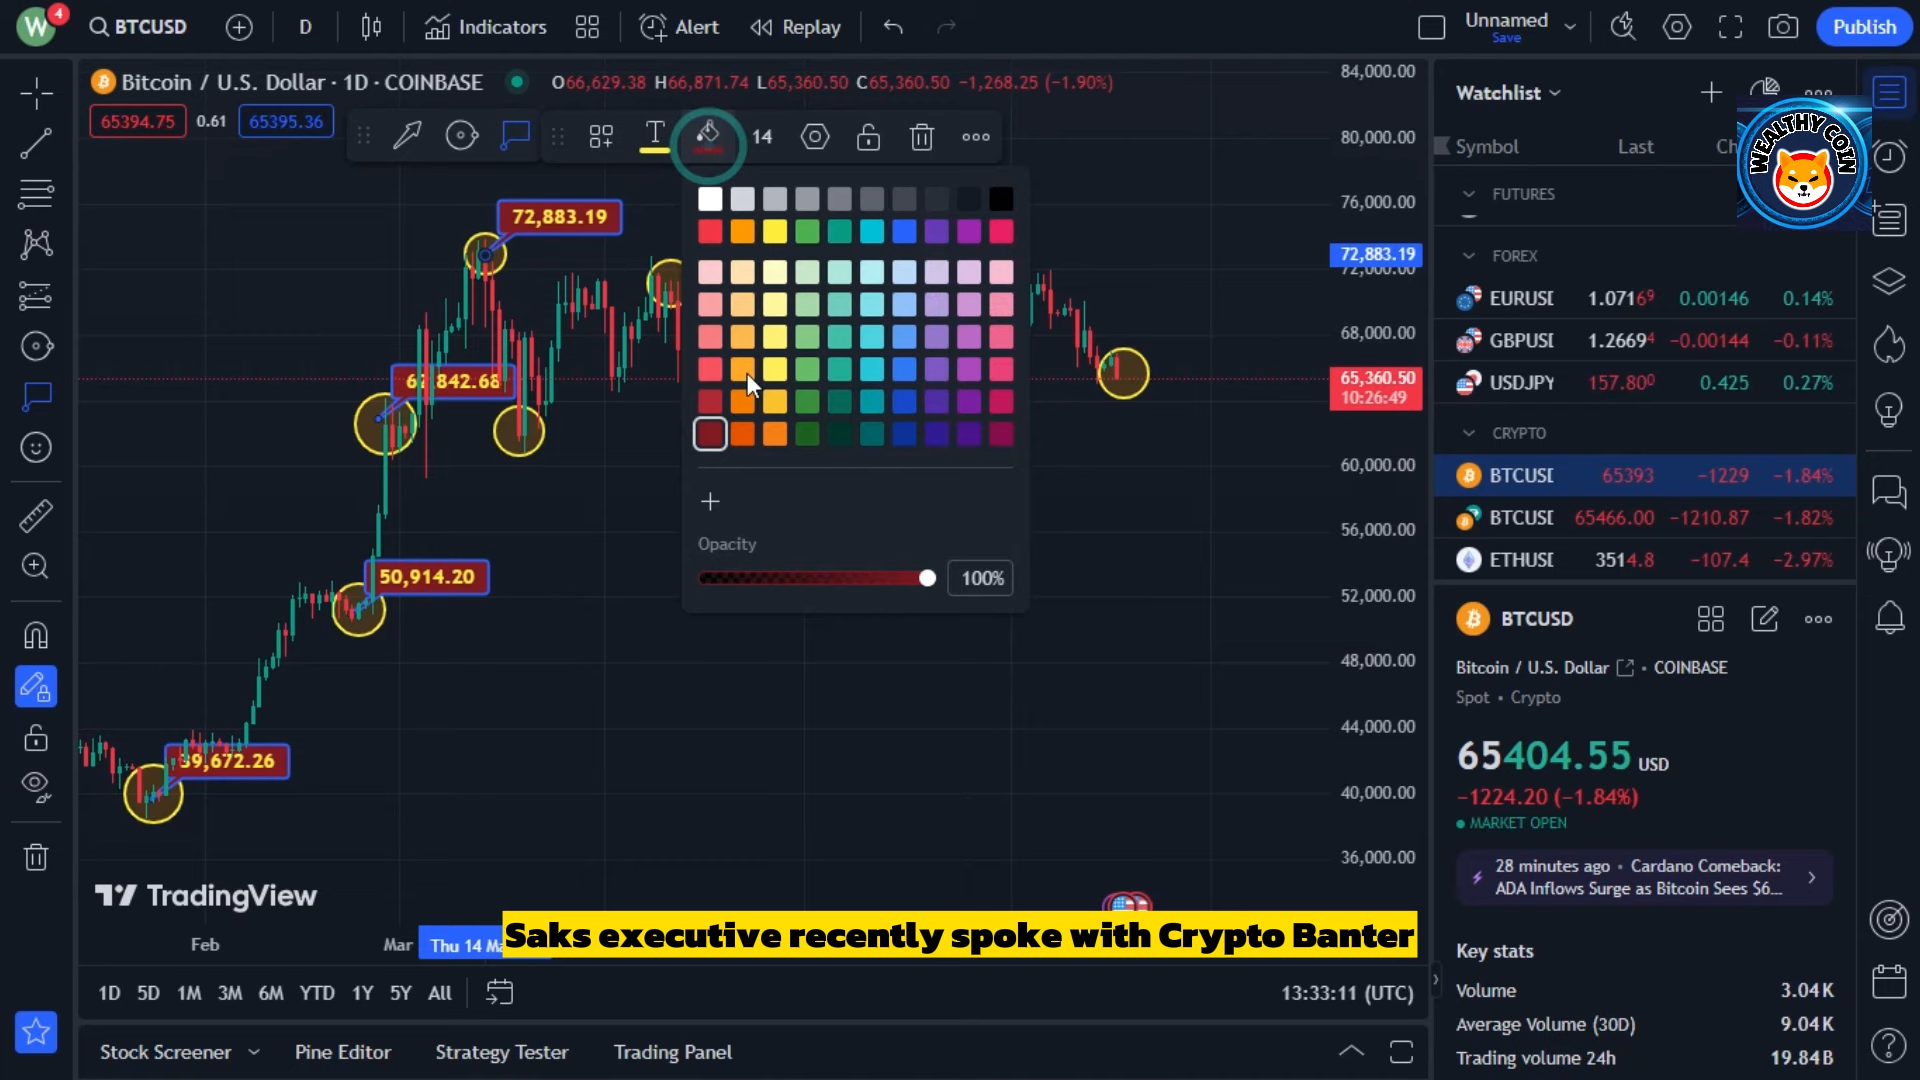 W 4 BTCUSD D Indicators Alert Replay Unnamed Save Publish
Bitcoin / U.S. Dollar · 1D · COINBASE O66,629.38 H66,871.74 L65,360.50 C65,360.50 −1,268.25 (−1.90%)
65394.75 0.61 65395.36
T 14
84,000.00
80,000.00
76,000.00
72,883.19
72,000.00
68,000.00
65,360.50
10:26:49
60,000.00
56,000.00
52,000.00
48,000.00
44,000.00
40,000.00
36,000.00
72,883.19
50,914.20
39,672.26
Opacity
100%
TradingView
Saks executive recently spoke with Crypto Banter
Feb Mar Thu 14 Ma
1D 5D 1M 3M 6M YTD 1Y 5Y All
13:33:11 (UTC)
Stock Screener Pine Editor Strategy Tester Trading Panel
Watchlist
WEALTHY COIN
Symbol Last Ch
FUTURES
FOREX
EURUSD 1.07169 0.00146 0.14%
GBPUSD 1.26694 −0.00144 −0.11%
USDJPY 157.800 0.425 0.27%
CRYPTO
BTCUSD 65393 −1229 −1.84%
BTCUSD 65466.00 −1210.87 −1.82%
ETHUSD 3514.8 −107.4 −2.97%
BTCUSD
Bitcoin / U.S. Dollar • COINBASE
Spot • Crypto
65404.55 USD
−1224.20 (−1.84%)
MARKET OPEN
28 minutes ago • Cardano Comeback:
ADA Inflows Surge as Bitcoin Sees $6...
Key stats
Volume 3.04K
Average Volume (30D) 9.04K
Trading volume 24h 19.84B